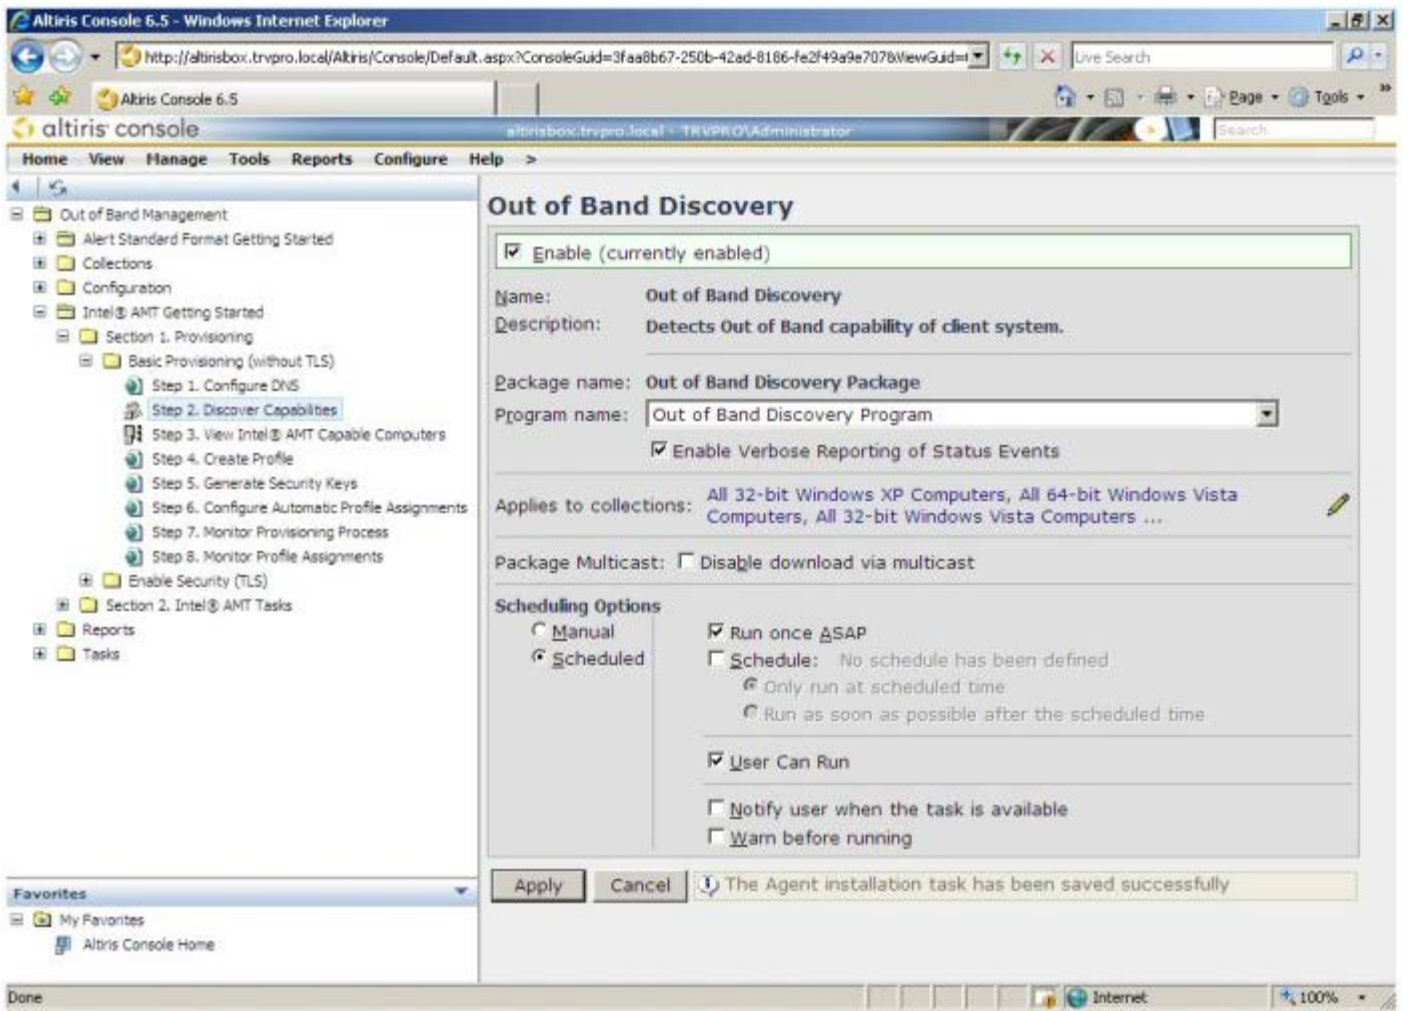 Altiris Console 6.5 - Windows Internet Explorer
http://altirisbox.trvpro.local/Altiris/Console/Default.aspx?ConsoleGuid=3faa8b67-250b-42ad-8186-fe2f49a9e707&ViewGuid=
Live Search
Altiris Console 6.5
Page
Tools
altiris console
altirisbox.trvpro.local - TRVPRO\Administrator
Search
Home View Manage Tools Reports Configure Help >
Out of Band Management
Alert Standard Format Getting Started
Collections
Configuration
Intel® AMT Getting Started
Section 1. Provisioning
Basic Provisioning (without TLS)
Step 1. Configure DNS
Step 2. Discover Capabilities
Step 3. View Intel® AMT Capable Computers
Step 4. Create Profile
Step 5. Generate Security Keys
Step 6. Configure Automatic Profile Assignments
Step 7. Monitor Provisioning Process
Step 8. Monitor Profile Assignments
Enable Security (TLS)
Section 2. Intel® AMT Tasks
Reports
Tasks
Favorites
My Favorites
Altiris Console Home
Out of Band Discovery
Enable (currently enabled)
Name: Out of Band Discovery
Description: Detects Out of Band capability of client system.
Package name: Out of Band Discovery Package
Program name: Out of Band Discovery Program
Enable Verbose Reporting of Status Events
Applies to collections: All 32-bit Windows XP Computers, All 64-bit Windows Vista
Computers, All 32-bit Windows Vista Computers ...
Package Multicast: Disable download via multicast
Scheduling Options
Manual
Scheduled
Run once ASAP
Schedule: No schedule has been defined
Only run at scheduled time
Run as soon as possible after the scheduled time
User Can Run
Notify user when the task is available
Warn before running
Apply
Cancel
The Agent installation task has been saved successfully
Done
Internet
100%